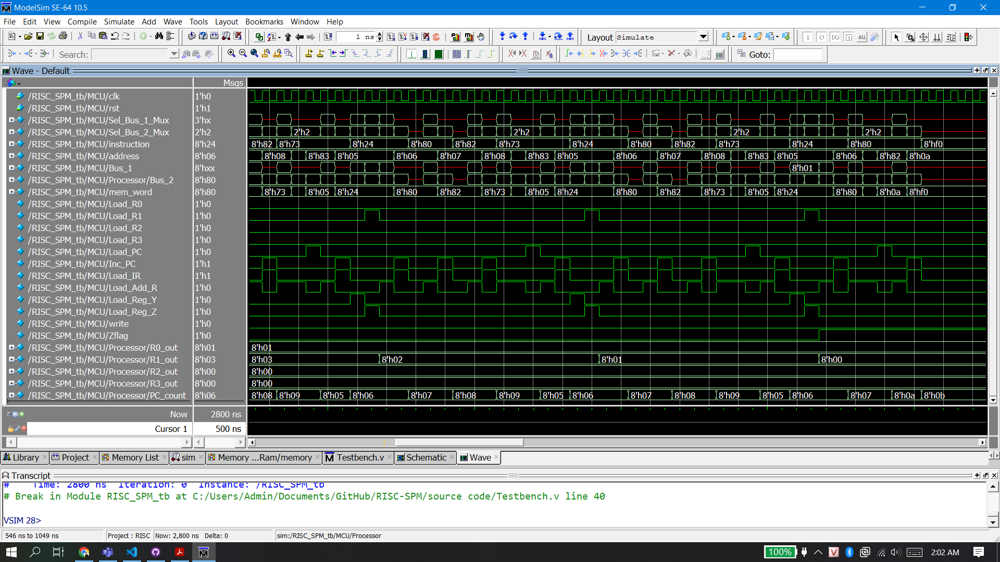 ModelSim SE-64 10.5
File Edit View Compile Simulate Add Wave Tools Layout Bookmarks Window Help
1 ns Layout Simulate
Search: Goto:
Wave - Default
Msgs
/RISC_SPM_tb/MCU/clk 1'h0
/RISC_SPM_tb/MCU/rst 1'h1
/RISC_SPM_tb/MCU/Sel_Bus_1_Mux 3'hx
/RISC_SPM_tb/MCU/Sel_Bus_2_Mux 2'h2 2'h2 2'h2 2'h2 2'h2
/RISC_SPM_tb/MCU/instruction 8'h24 8'h82 8'h73 8'h24 8'h80 8'h82 8'h73 8'h24 8'h80 8'h82 8'h73 8'h24 8'h80 8'hf0
/RISC_SPM_tb/MCU/address 8'h06 8'h08 8'h83 8'h05 8'h06 8'h07 8'h08 8'h83 8'h05 8'h06 8'h07 8'h08 8'h83 8'h05 8'h06 8'h82 8'h0a
/RISC_SPM_tb/MCU/Bus_1 8'hxx 8'h01
/RISC_SPM_tb/MCU/Processor/Bus_2 8'h80
/RISC_SPM_tb/MCU/mem_word 8'h80 8'h73 8'h05 8'h24 8'h80 8'h82 8'h73 8'h05 8'h24 8'h80 8'h82 8'h73 8'h05 8'h24 8'h80 8'h0a 8'hf0
/RISC_SPM_tb/MCU/Load_R0 1'h0
/RISC_SPM_tb/MCU/Load_R1 1'h0
/RISC_SPM_tb/MCU/Load_R2 1'h0
/RISC_SPM_tb/MCU/Load_R3 1'h0
/RISC_SPM_tb/MCU/Load_PC 1'h0
/RISC_SPM_tb/MCU/Inc_PC 1'h1
/RISC_SPM_tb/MCU/Load_IR 1'h1
/RISC_SPM_tb/MCU/Load_Add_R 1'h0
/RISC_SPM_tb/MCU/Load_Reg_Y 1'h0
/RISC_SPM_tb/MCU/Load_Reg_Z 1'h0
/RISC_SPM_tb/MCU/write 1'h0
/RISC_SPM_tb/MCU/Zflag 1'h0
/RISC_SPM_tb/MCU/Processor/R0_out 8'h01 8'h01
/RISC_SPM_tb/MCU/Processor/R1_out 8'h03 8'h03 8'h02 8'h01 8'h00
/RISC_SPM_tb/MCU/Processor/R2_out 8'h00 8'h00
/RISC_SPM_tb/MCU/Processor/R3_out 8'h00 8'h00
/RISC_SPM_tb/MCU/Processor/PC_count 8'h06 8'h08 8'h09 8'h05 8'h06 8'h07 8'h08 8'h09 8'h05 8'h06 8'h07 8'h08 8'h09 8'h05 8'h06 8'h07 8'h0a 8'h0b
Now 2800 ns
Cursor 1 500 ns
Library Project Memory List sim Memory ...Ram/memory Testbench.v Schematic Wave
Transcript
# Time: 2800 ns Iteration: 0 Instance: /RISC_SPM_tb
# Break in Module RISC_SPM_tb at C:/Users/Admin/Documents/GitHub/RISC-SPM/source code/Testbench.v line 40
VSIM 28>
546 ns to 1049 ns Project : RISC Now: 2,800 ns Delta: 0 sim:/RISC_SPM_tb/MCU/Processor
100% 2:02 AM